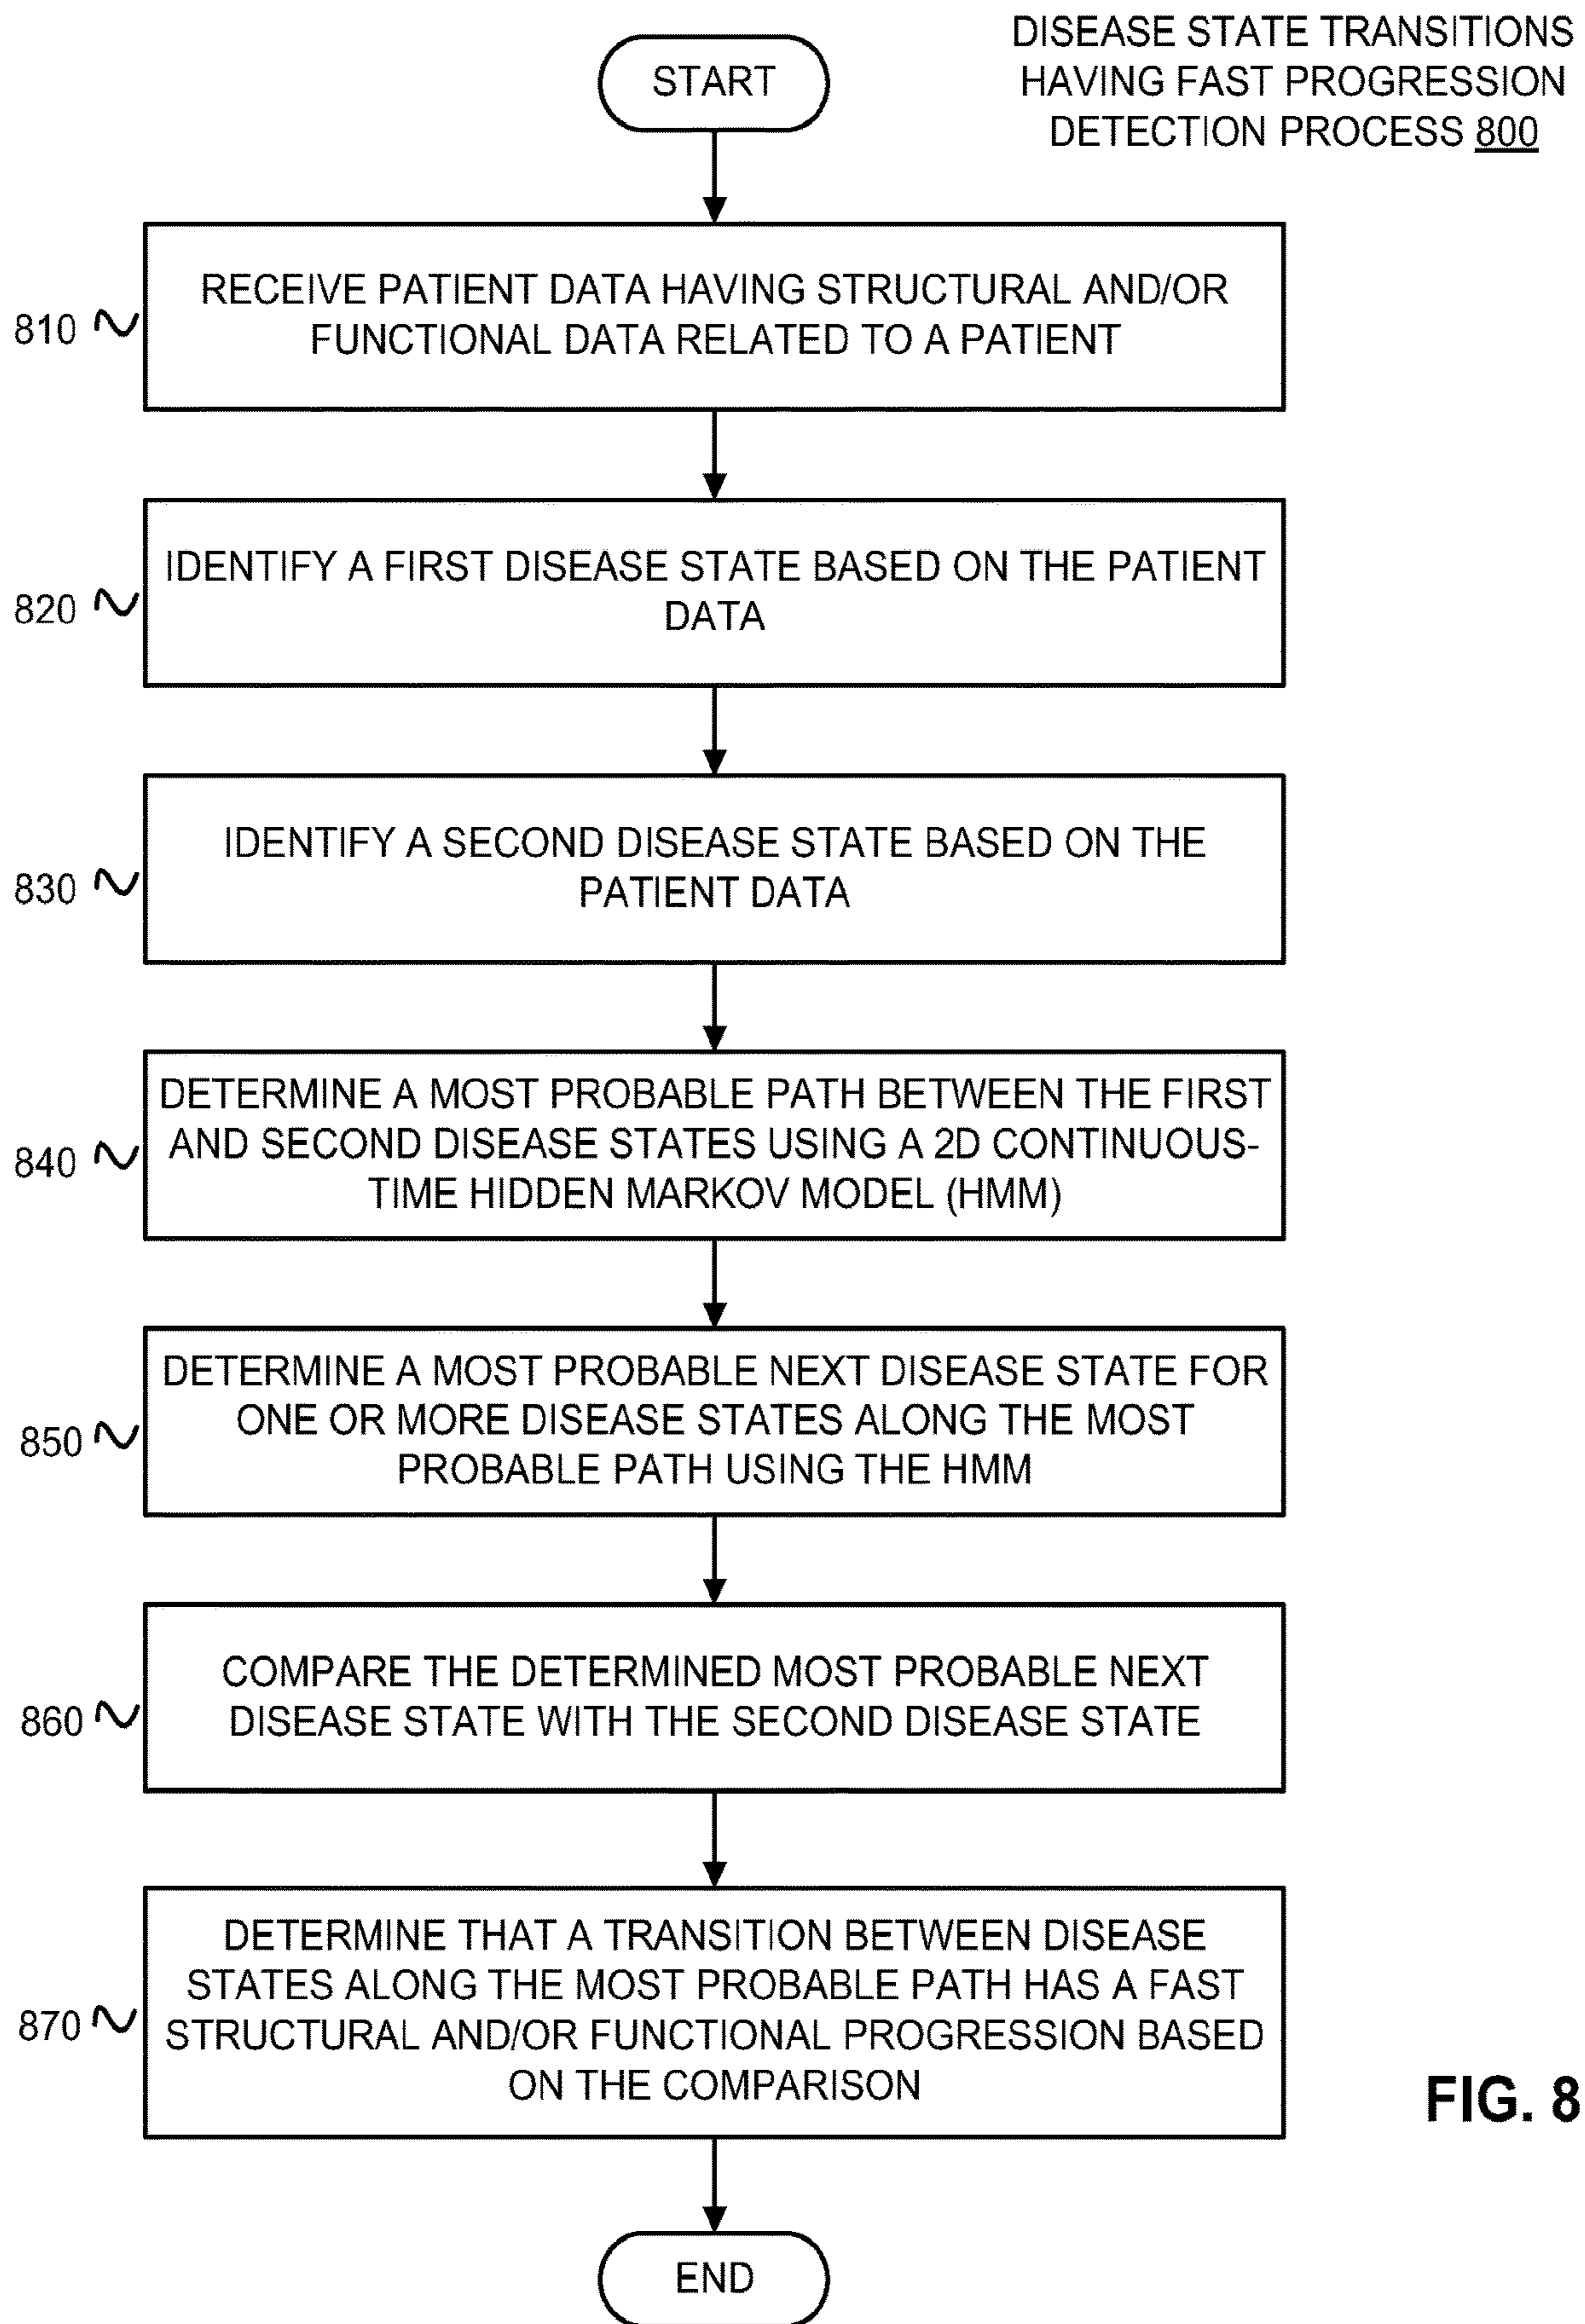 DISEASE STATE TRANSITIONS
HAVING FAST PROGRESSION
DETECTION PROCESS 800
START
810
RECEIVE PATIENT DATA HAVING STRUCTURAL AND/OR
FUNCTIONAL DATA RELATED TO A PATIENT
820
IDENTIFY A FIRST DISEASE STATE BASED ON THE PATIENT
DATA
830
IDENTIFY A SECOND DISEASE STATE BASED ON THE
PATIENT DATA
840
DETERMINE A MOST PROBABLE PATH BETWEEN THE FIRST
AND SECOND DISEASE STATES USING A 2D CONTINUOUS-
TIME HIDDEN MARKOV MODEL (HMM)
850
DETERMINE A MOST PROBABLE NEXT DISEASE STATE FOR
ONE OR MORE DISEASE STATES ALONG THE MOST
PROBABLE PATH USING THE HMM
860
COMPARE THE DETERMINED MOST PROBABLE NEXT
DISEASE STATE WITH THE SECOND DISEASE STATE
870
DETERMINE THAT A TRANSITION BETWEEN DISEASE
STATES ALONG THE MOST PROBABLE PATH HAS A FAST
STRUCTURAL AND/OR FUNCTIONAL PROGRESSION BASED
ON THE COMPARISON
END
FIG. 8